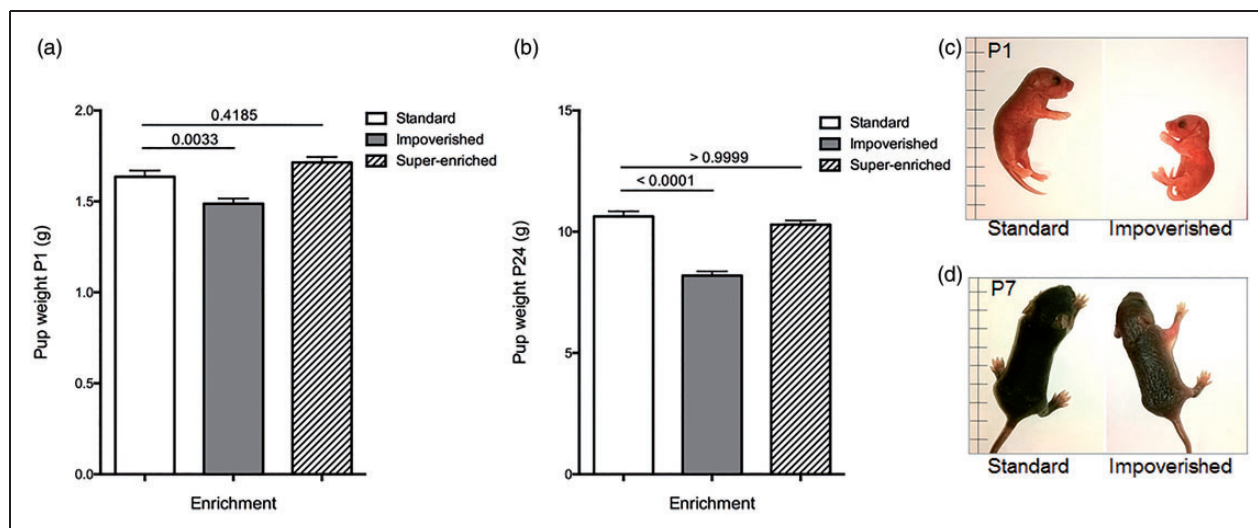 (a)
Pup weight P1 (g)
2.0
1.5
1.0
0.5
0.0
0.4185
0.0033
Standard
Impoverished
Super-enriched
Enrichment
(b)
Pup weight P24 (g)
15
10
5
0
> 0.9999
< 0.0001
Standard
Impoverished
Super-enriched
Enrichment
(c)
P1
Standard
Impoverished
(d)
P7
Standard
Impoverished